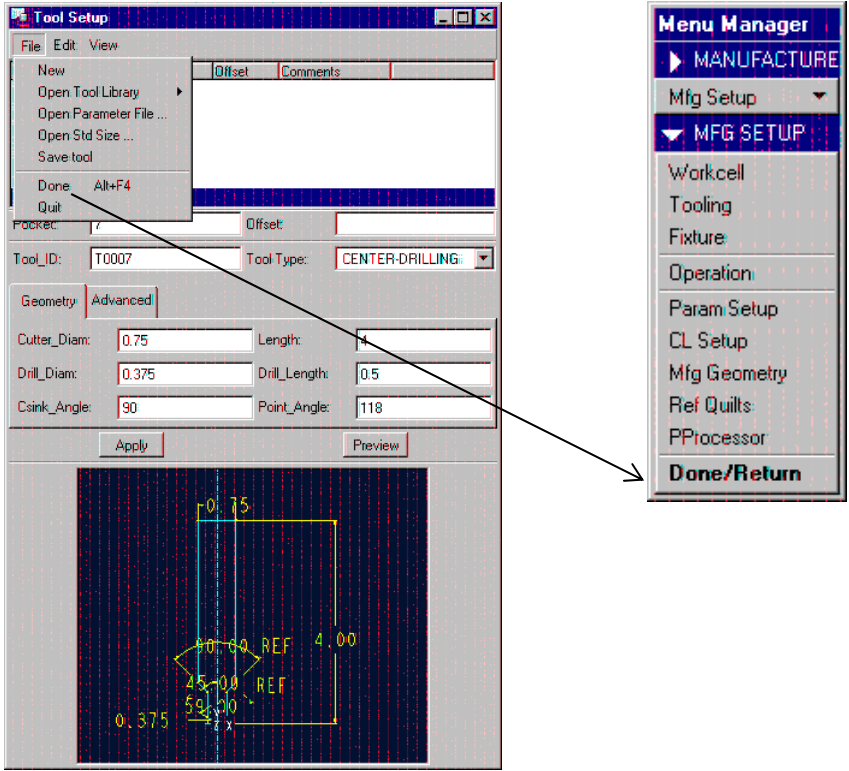 Tool Setup
File Edit View
Offset Comments
New
Open Tool Library
Open Parameter File ...
Open Std Size ...
Save tool
Done Alt+F4
Quit
Pocket: 7 Offset:
Tool_ID: T0007 Tool Type: CENTER-DRILLING
Geometry Advanced
Cutter_Diam: 0.75 Length: 4
Drill_Diam: 0.375 Drill_Length: 0.5
Csink_Angle: 90 Point_Angle: 118
Apply Preview
0.75
90.00 REF 4.00
45.00 REF
59.00
0.375 Z X
Menu Manager
MANUFACTURE
Mfg Setup
MFG SETUP
Workcell
Tooling
Fixture
Operation
Param Setup
CL Setup
Mfg Geometry
Ref Quilts
PProcessor
Done/Return